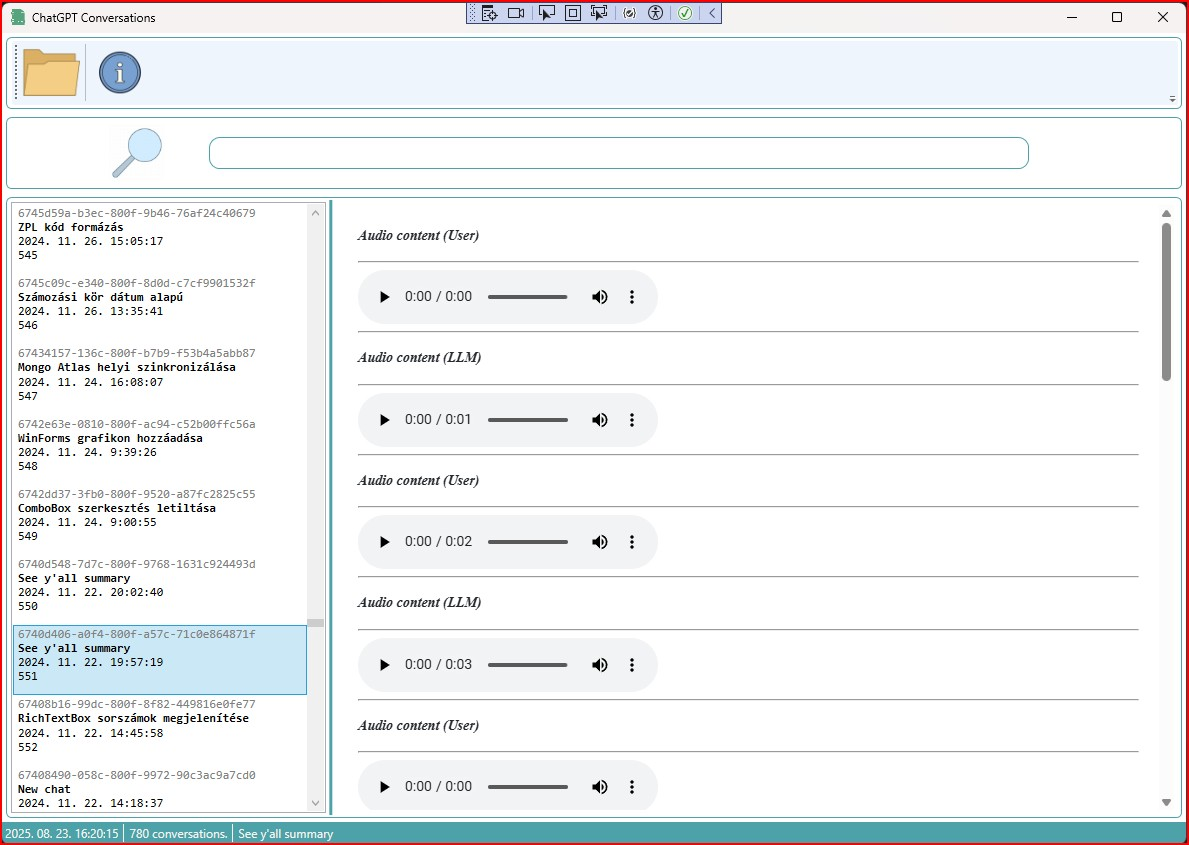 ChatGPT Conversations
6745d59a-b3ec-800f-9b46-76af24c40679
ZPL kód formázás
2024. 11. 26. 15:05:17
545
6745c09c-e340-800f-8d0d-c7cf9901532f
Számozási kör dátum alapú
2024. 11. 26. 13:35:41
546
67434157-136c-800f-b7b9-f53b4a5abb87
Mongo Atlas helyi szinkronizálása
2024. 11. 24. 16:08:07
547
6742e63e-0810-800f-ac94-c52b00ffc56a
WinForms grafikon hozzáadása
2024. 11. 24. 9:39:26
548
6742dd37-3fb0-800f-9520-a87fc2825c55
ComboBox szerkesztés letiltása
2024. 11. 24. 9:00:55
549
6740d548-7d7c-800f-9768-1631c924493d
See y'all summary
2024. 11. 22. 20:02:40
550
6740d406-a0f4-800f-a57c-71c0e864871f
See y'all summary
2024. 11. 22. 19:57:19
551
67408b16-99dc-800f-8f82-449816e0fe77
RichTextBox sorszámok megjelenítése
2024. 11. 22. 14:45:58
552
67408490-058c-800f-9972-90c3ac9a7cd0
New chat
2024. 11. 22. 14:18:37
Audio content (User)
0:00 / 0:00
Audio content (LLM)
0:00 / 0:01
Audio content (User)
0:00 / 0:02
Audio content (LLM)
0:00 / 0:03
Audio content (User)
0:00 / 0:00
2025. 08. 23. 16:20:15 780 conversations. See y'all summary